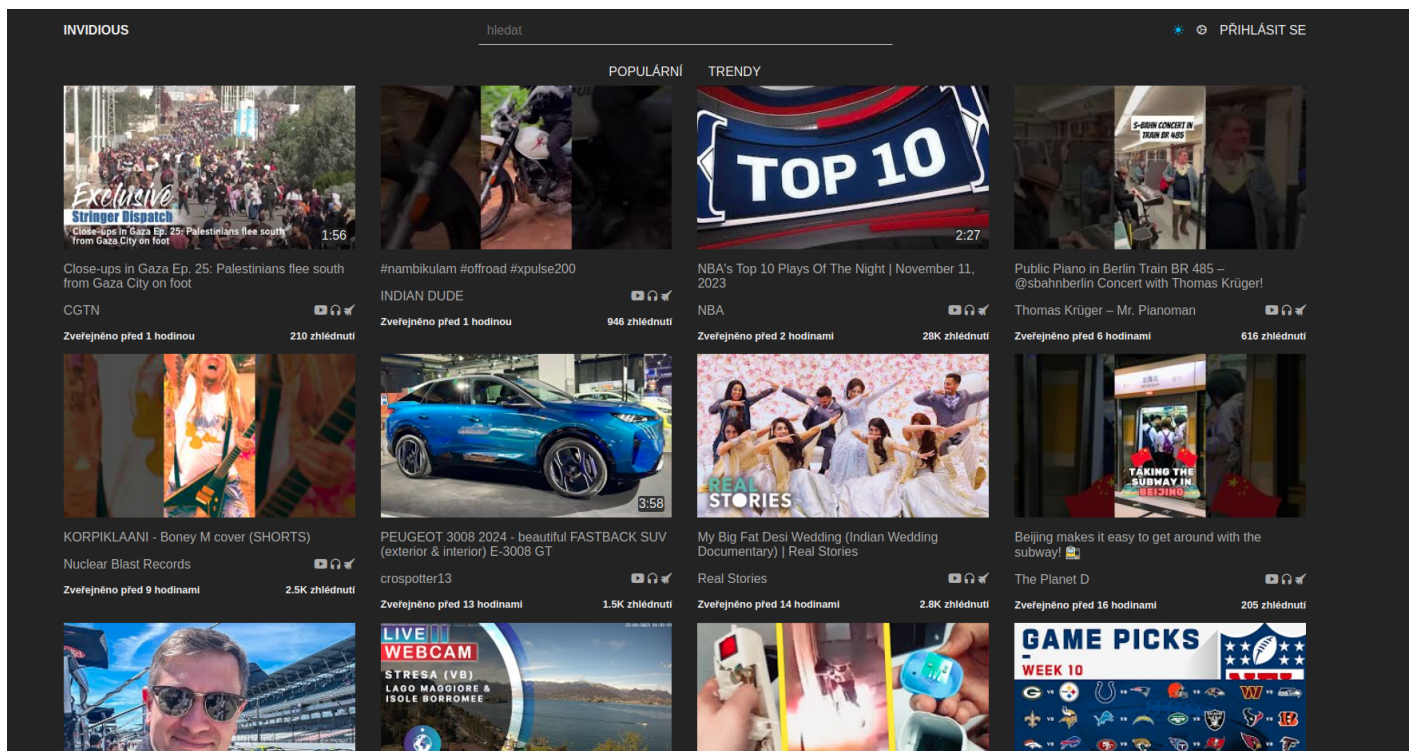 INVIDIOUS
hledat
PŘIHLÁSIT SE
POPULÁRNÍ
TRENDY
Exclusive
Stringer Dispatch
Close-ups in Gaza Ep. 25: Palestinians flee south
from Gaza City on foot
1:56
TOP 10
2:27
S-BAHN CONCERT IN
TRAIN BR 485
Close-ups in Gaza Ep. 25: Palestinians flee south
from Gaza City on foot
CGTN
Zveřejněno před 1 hodinou
210 zhlédnutí
#nambikulam #offroad #xpulse200
INDIAN DUDE
Zveřejněno před 1 hodinou
946 zhlédnutí
NBA's Top 10 Plays Of The Night | November 11,
2023
NBA
Zveřejněno před 2 hodinami
28K zhlédnutí
Public Piano in Berlin Train BR 485 –
@sbahnberlin Concert with Thomas Krüger!
Thomas Krüger – Mr. Pianoman
Zveřejněno před 6 hodinami
616 zhlédnutí
3:58
REAL
STORIES
TAKING THE
SUBWAY IN
BEIJING
KORPIKLAANI - Boney M cover (SHORTS)
Nuclear Blast Records
Zveřejněno před 9 hodinami
2.5K zhlédnutí
PEUGEOT 3008 2024 - beautiful FASTBACK SUV
(exterior & interior) E-3008 GT
crospotter13
Zveřejněno před 13 hodinami
1.5K zhlédnutí
My Big Fat Desi Wedding (Indian Wedding
Documentary) | Real Stories
Real Stories
Zveřejněno před 14 hodinami
2.8K zhlédnutí
Beijing makes it easy to get around with the
subway! 🚉
The Planet D
Zveřejněno před 16 hodinami
205 zhlédnutí
LIVE
WEBCAM
STRESA (VB)
LAGO MAGGIORE &
ISOLE BORROMEE
GAME PICKS
WEEK 10